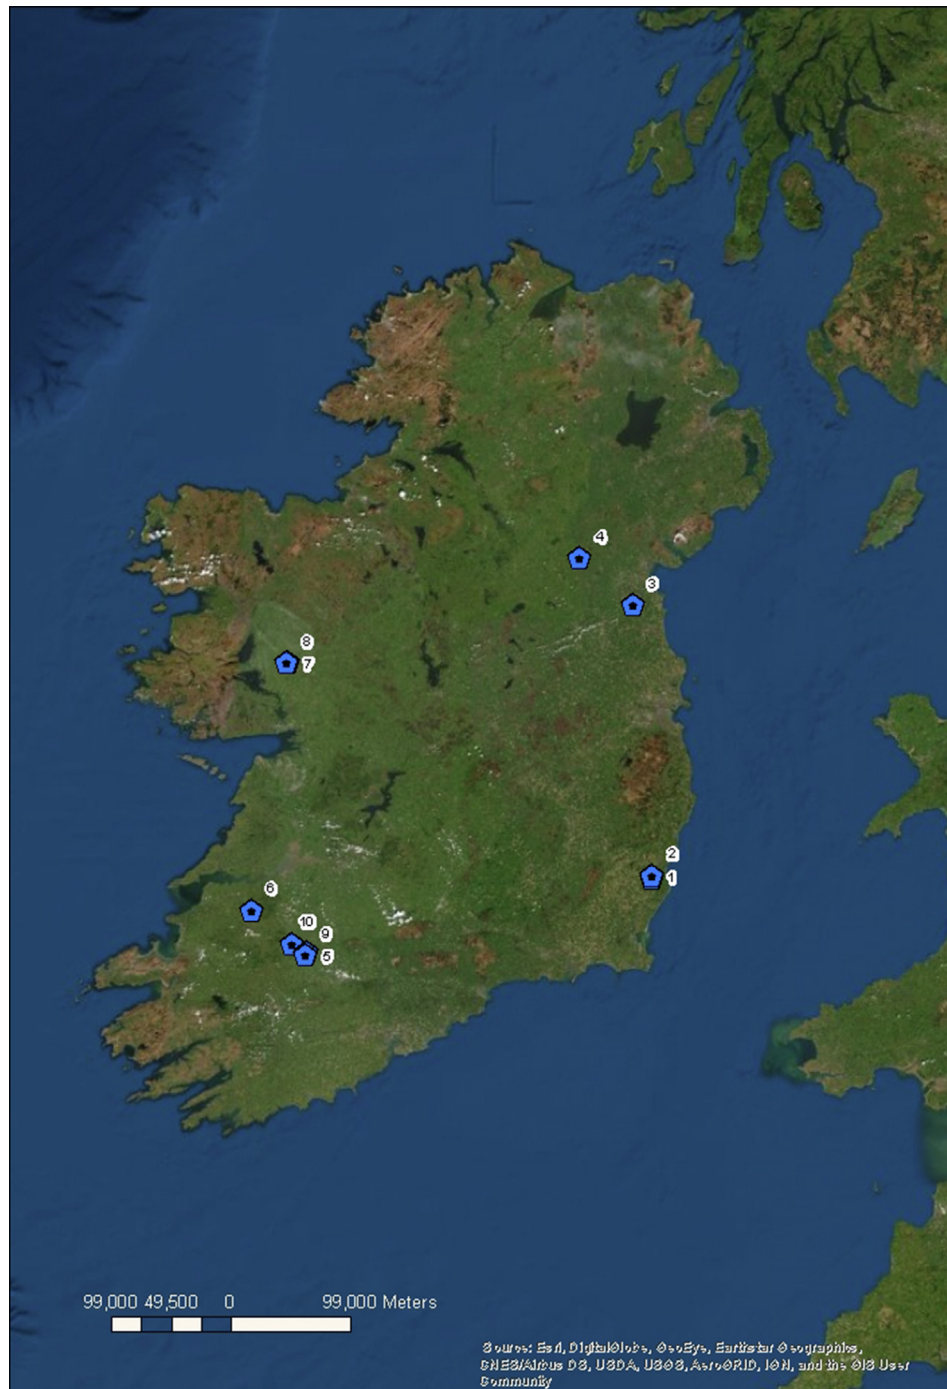 4
3
8
7
2
1
6
10
9
5
99,000 49,500 0 99,000 Meters
Source: Esri, DigitalGlobe, GeoEye, Earthstar Geographics,
CNES/Airbus DS, USDA, USGS, AeroGRID, IGN, and the GIS User
Community